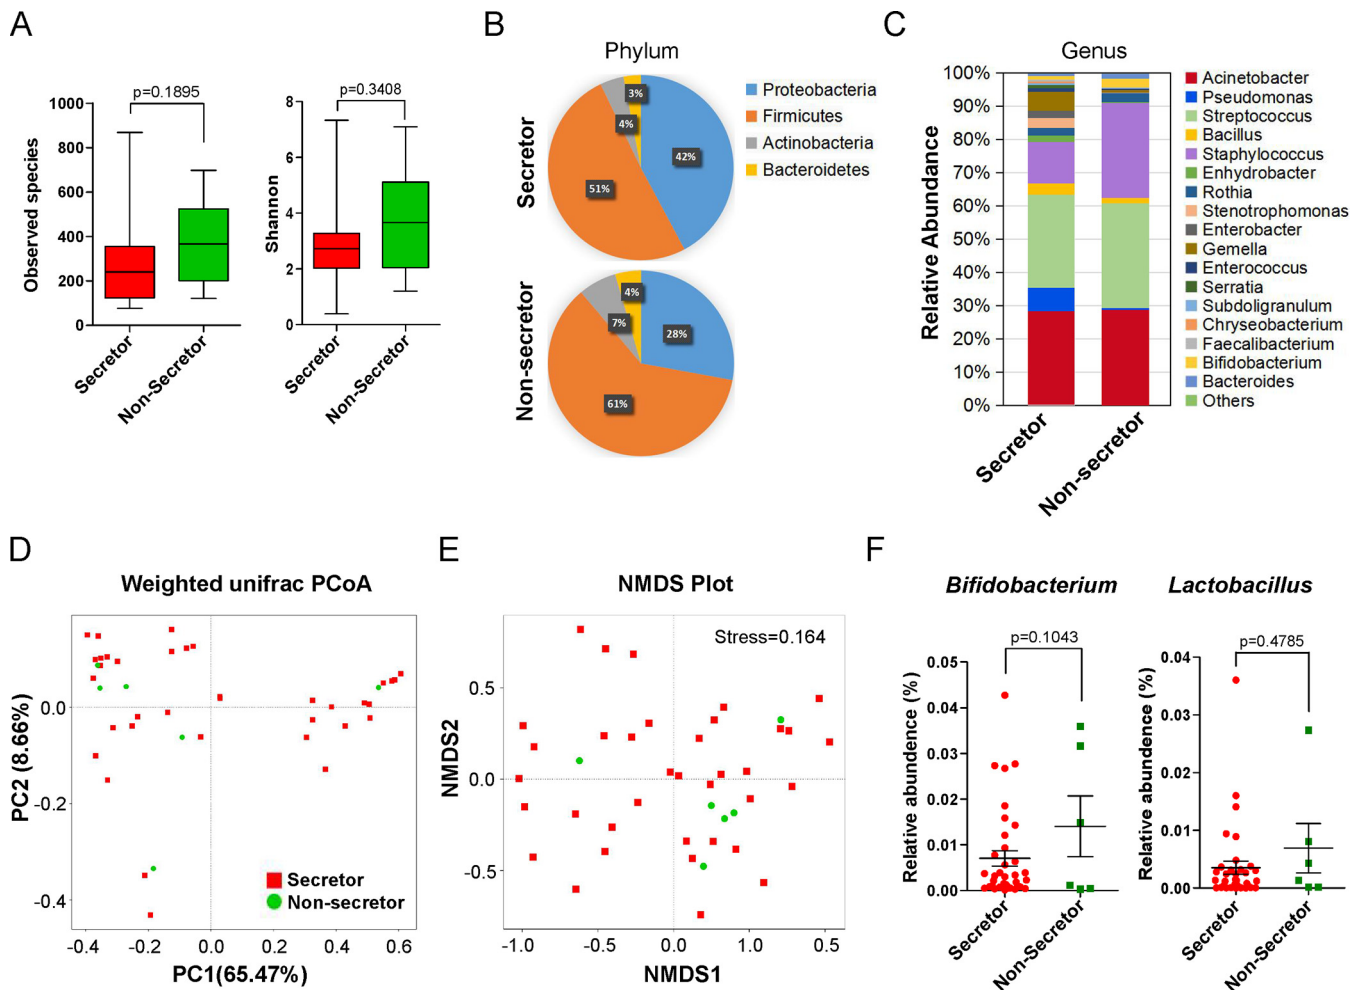 A
p=0.1895
1000
800
600
400
200
0
Observed species
Secretor
Non-Secretor
p=0.3408
8
6
4
2
0
Shannon
Secretor
Non-Secretor
B
Phylum
Secretor
3%
4%
42%
51%
Proteobacteria
Firmicutes
Actinobacteria
Bacteroidetes
Non-secretor
4%
7%
28%
61%
C
Genus
100%
90%
80%
70%
60%
50%
40%
30%
20%
10%
0%
Relative Abundance
Secretor
Non-secretor
Acinetobacter
Pseudomonas
Streptococcus
Bacillus
Staphylococcus
Enhydrobacter
Rothia
Stenotrophomonas
Enterobacter
Gemella
Enterococcus
Serratia
Subdoligranulum
Chryseobacterium
Faecalibacterium
Bifidobacterium
Bacteroides
Others
D
Weighted unifrac PCoA
0.0
-0.2
-0.4
PC2 (8.66%)
Secretor
Non-secretor
-0.4
-0.2
0.0
0.2
0.4
0.6
PC1(65.47%)
E
NMDS Plot
Stress=0.164
0.5
0.0
-0.5
NMDS2
-1.0
-0.5
0.0
1.0
0.5
NMDS1
F
Bifidobacterium
p=0.1043
0.05
0.04
0.03
0.02
0.01
0.00
Relative abundence (%)
Secretor
Non-Secretor
Lactobacillus
p=0.4785
0.04
0.03
0.02
0.01
0.00
Relative abundence (%)
Secretor
Non-Secretor